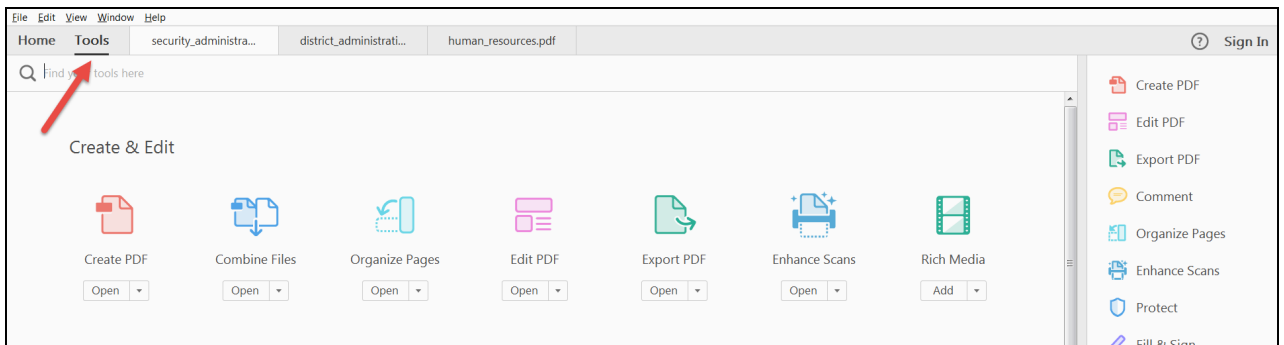 File Edit View Window Help
Home Tools security_administra... district_administrati... human_resources.pdf ? Sign In
Find your tools here
Create & Edit
Create PDF Combine Files Organize Pages Edit PDF Export PDF Enhance Scans Rich Media
Open Open Open Open Open Open Add
Create PDF
Edit PDF
Export PDF
Comment
Organize Pages
Enhance Scans
Protect
Fill & Sign